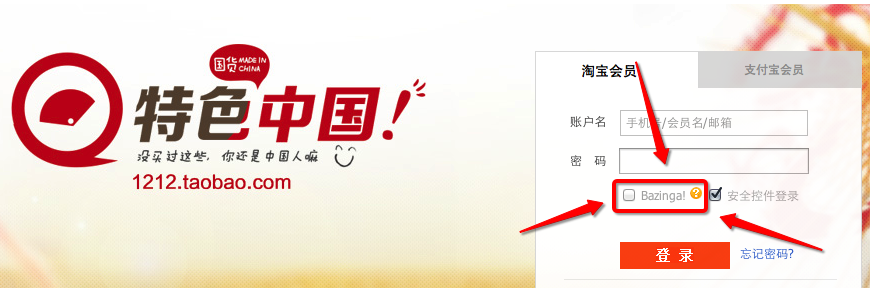 国货 MADE IN CHINA
特色中国!
没买过这些,你还是中国人嘛
1212.taobao.com
淘宝会员
支付宝会员
账户名
手机号/会员名/邮箱
密 码
Bazinga!
?
安全控件登录
登 录
忘记密码?